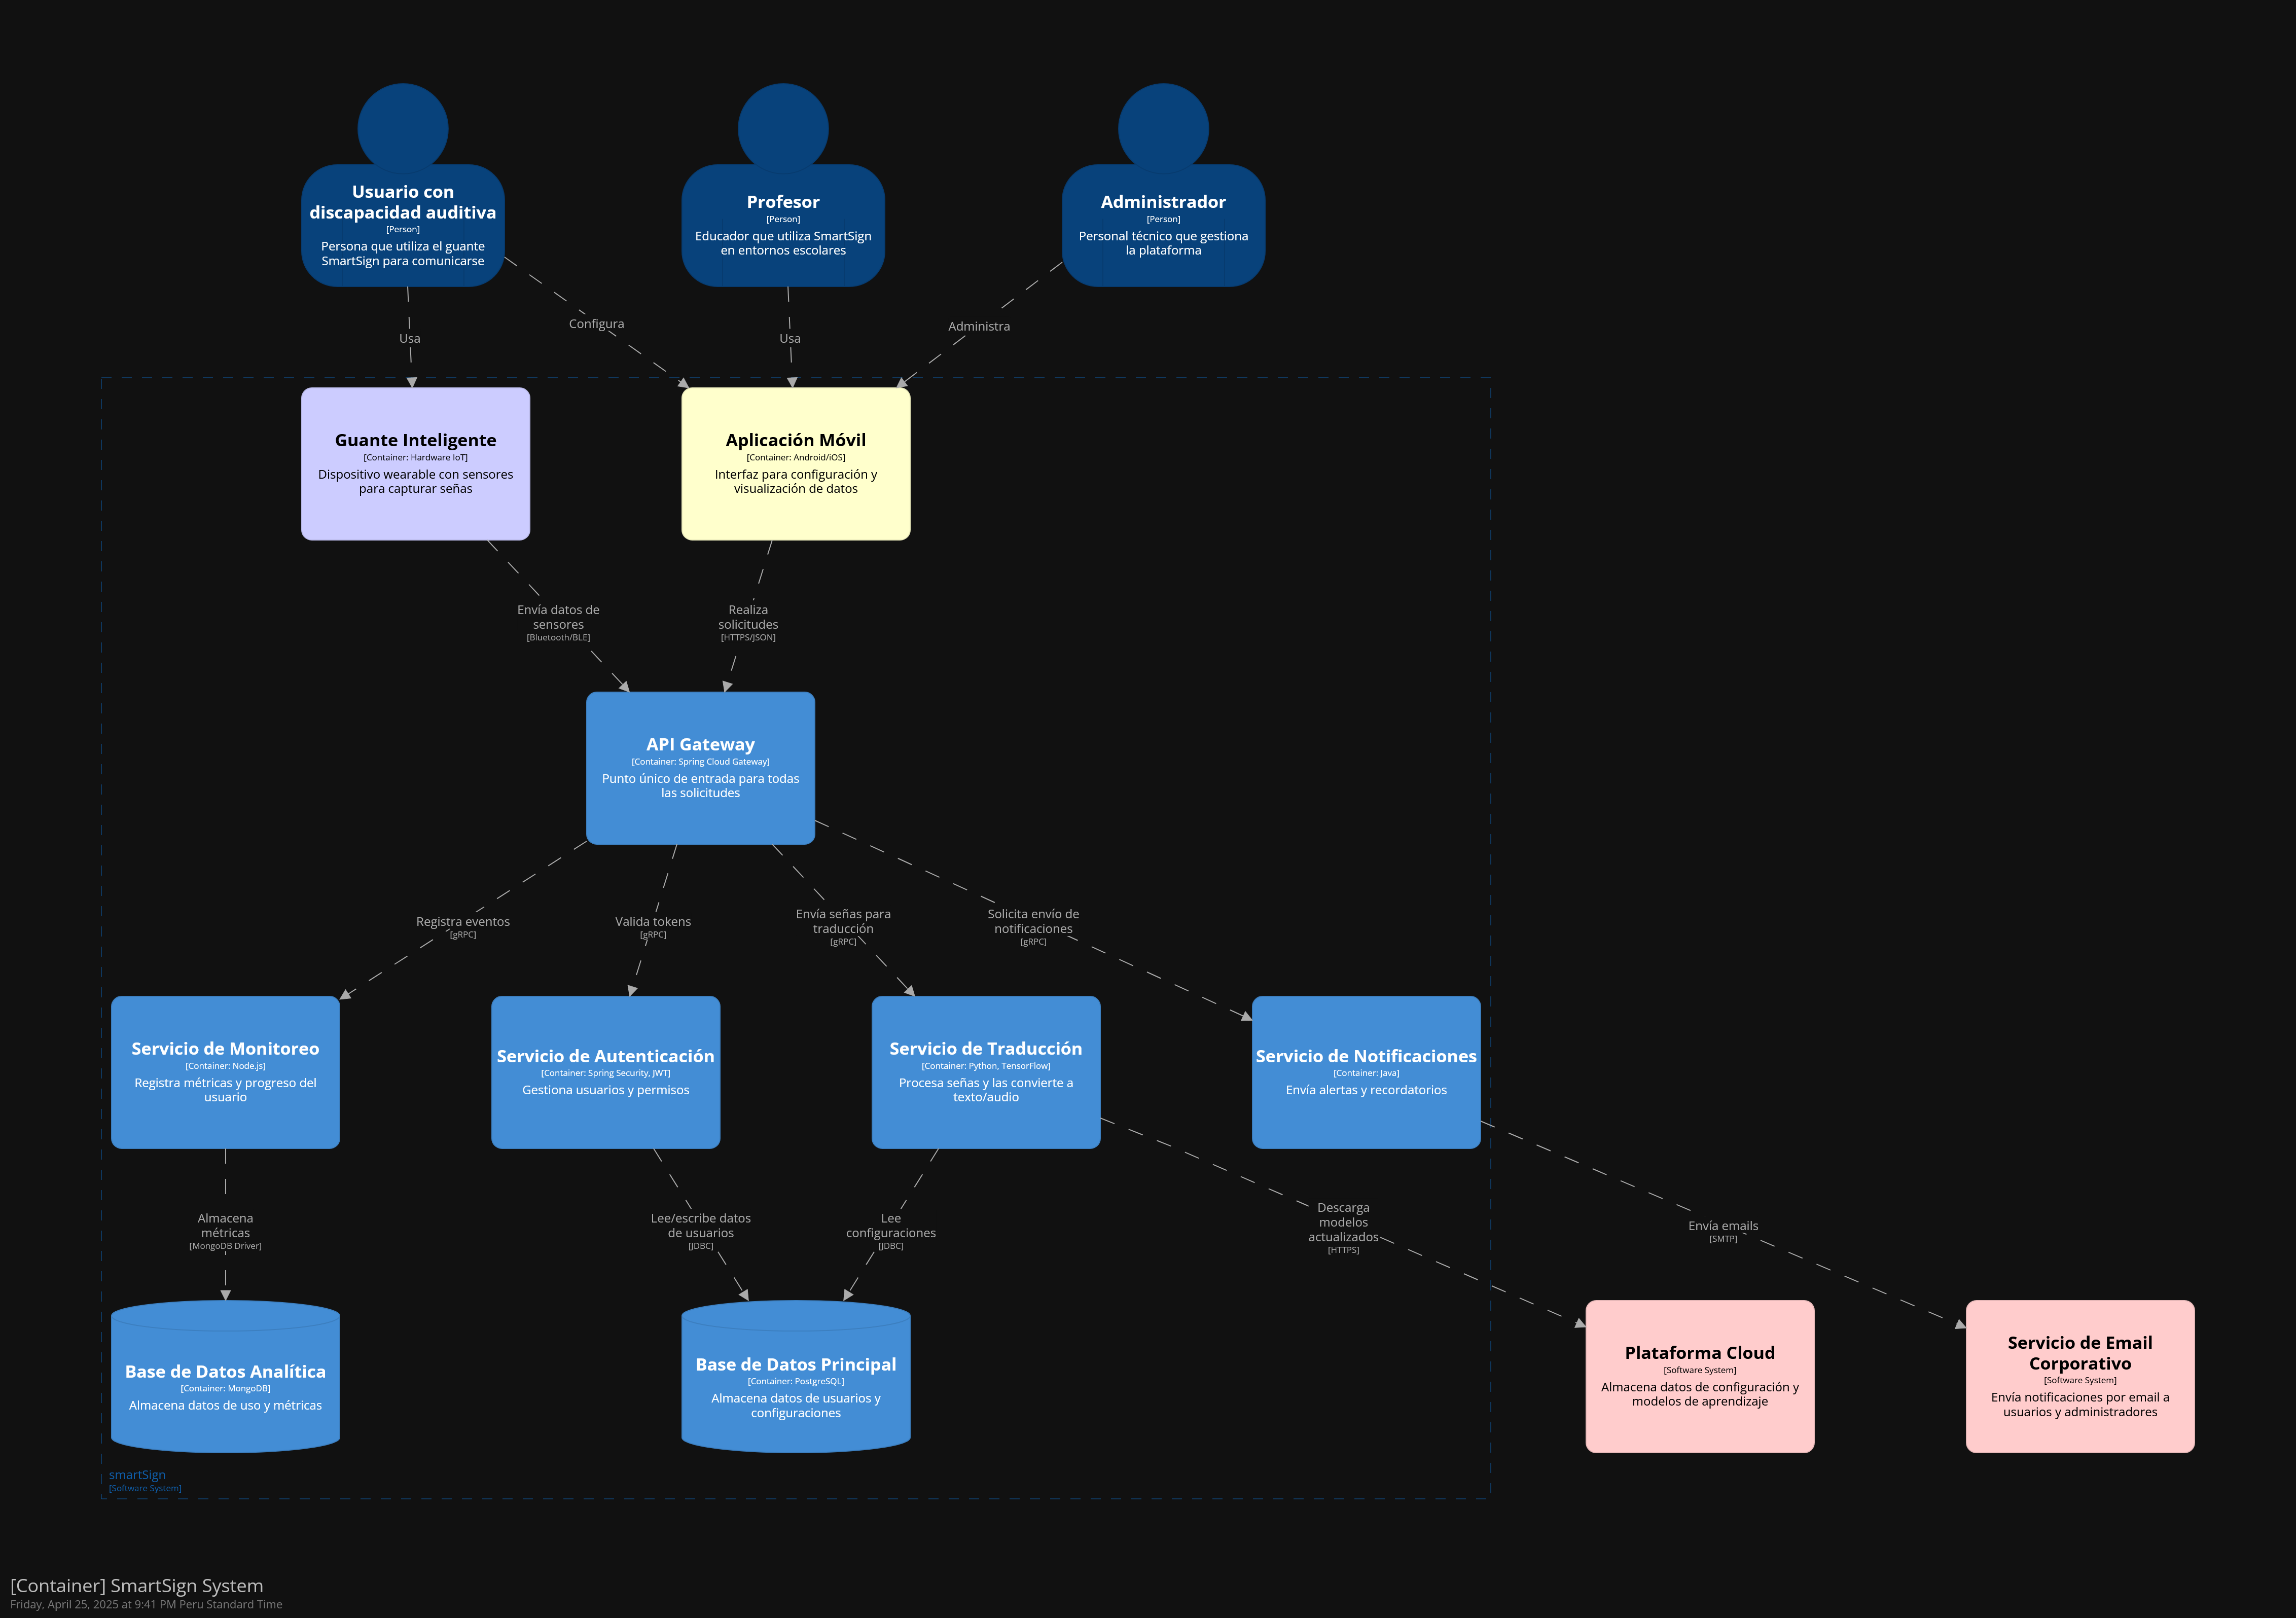 Usuario con
discapacidad auditiva
[Person]
Persona que utiliza el guante
SmartSign para comunicarse
Profesor
[Person]
Educador que utiliza SmartSign
en entornos escolares
Administrador
[Person]
Personal técnico que gestiona
la plataforma
Usa
Configura
Usa
Administra
Guante Inteligente
[Container: Hardware IoT]
Dispositivo wearable con sensores
para capturar señas
Aplicación Móvil
[Container: Android/iOS]
Interfaz para configuración y
visualización de datos
Envía datos de
sensores
[Bluetooth/BLE]
Realiza
solicitudes
[HTTPS/JSON]
API Gateway
[Container: Spring Cloud Gateway]
Punto único de entrada para todas
las solicitudes
Registra eventos
[gRPC]
Valida tokens
[gRPC]
Envía señas para
traducción
[gRPC]
Solicita envío de
notificaciones
[gRPC]
Servicio de Monitoreo
[Container: Node.js]
Registra métricas y progreso del
usuario
Servicio de Autenticación
[Container: Spring Security, JWT]
Gestiona usuarios y permisos
Servicio de Traducción
[Container: Python, TensorFlow]
Procesa señas y las convierte a
texto/audio
Servicio de Notificaciones
[Container: Java]
Envía alertas y recordatorios
Almacena
métricas
[MongoDB Driver]
Lee/escribe datos
de usuarios
[JDBC]
Lee
configuraciones
[JDBC]
Descarga
modelos
actualizados
[HTTPS]
Envía emails
[SMTP]
Base de Datos Analítica
[Container: MongoDB]
Almacena datos de uso y métricas
Base de Datos Principal
[Container: PostgreSQL]
Almacena datos de usuarios y
configuraciones
Plataforma Cloud
[Software System]
Almacena datos de configuración y
modelos de aprendizaje
Servicio de Email
Corporativo
[Software System]
Envía notificaciones por email a
usuarios y administradores
smartSign
[Software System]
[Container] SmartSign System
Friday, April 25, 2025 at 9:41 PM Peru Standard Time